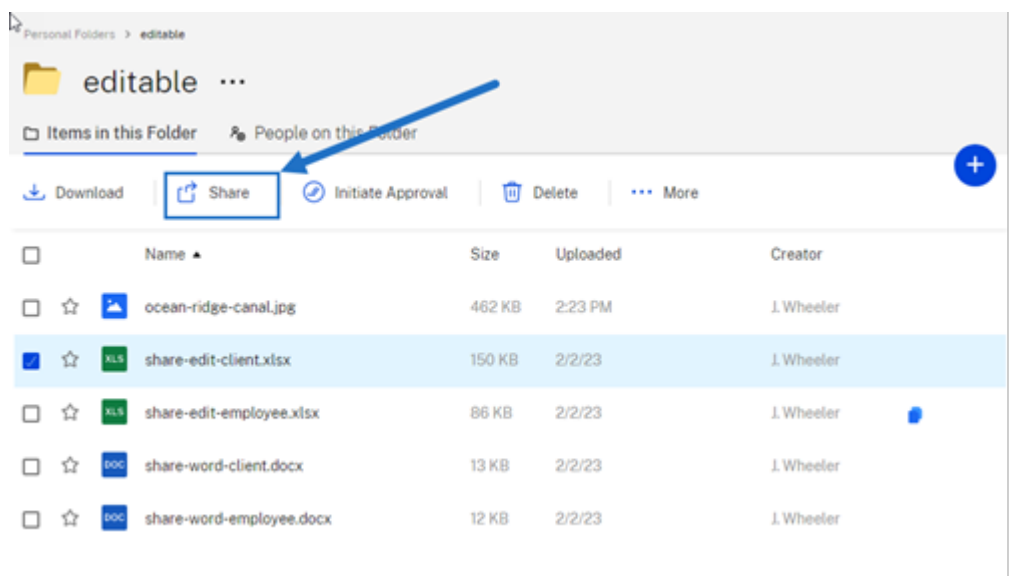 Personal Folders > editable
editable ...
Items in this Folder People on this Folder
Download Share Initiate Approval Delete ... More
Name Size Uploaded Creator
ocean-ridge-canal.jpg 462 KB 2:23 PM J. Wheeler
XLS share-edit-client.xlsx 150 KB 2/2/23 J. Wheeler
XLS share-edit-employee.xlsx 86 KB 2/2/23 J. Wheeler
DOC share-word-client.docx 13 KB 2/2/23 J. Wheeler
DOC share-word-employee.docx 12 KB 2/2/23 J. Wheeler